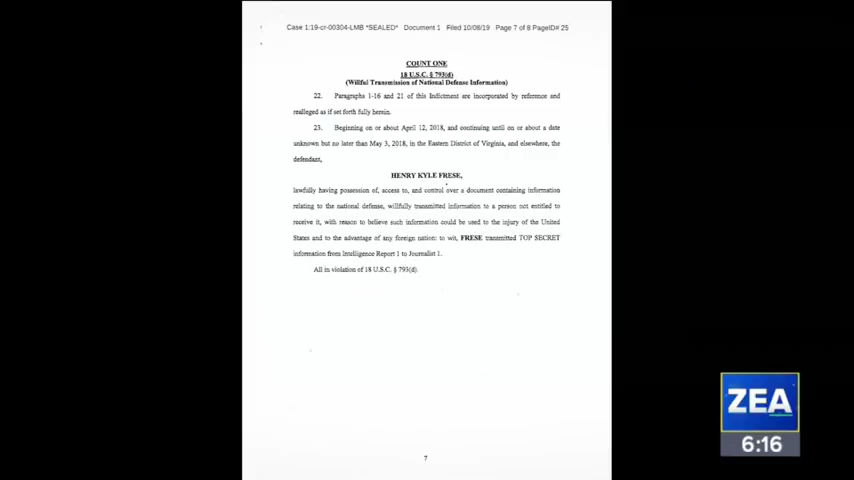 Case 1:19-cr-00304-LMB *SEALED* Document 1 Filed 10/08/19 Page 7 of 8 PageID# 25
COUNT ONE
18 U.S.C. § 793(d)
(Willful Transmission of National Defense Information)
22. Paragraphs 1-16 and 21 of this Indictment are incorporated by reference and
realleged as if set forth fully herein.
23. Beginning on or about April 12, 2018, and continuing until on or about a date
unknown but no later than May 3, 2018, in the Eastern District of Virginia, and elsewhere, the
defendant,
HENRY KYLE FRESE,
lawfully having possession of, access to, and control over a document containing information
relating to the national defense, willfully transmitted information to a person not entitled to
receive it, with reason to believe such information could be used to the injury of the United
States and to the advantage of any foreign nation: to wit, FRESE transmitted TOP SECRET
information from Intelligence Report 1 to Journalist 1.
All in violation of 18 U.S.C. § 793(d).
7
ZEA
6:16